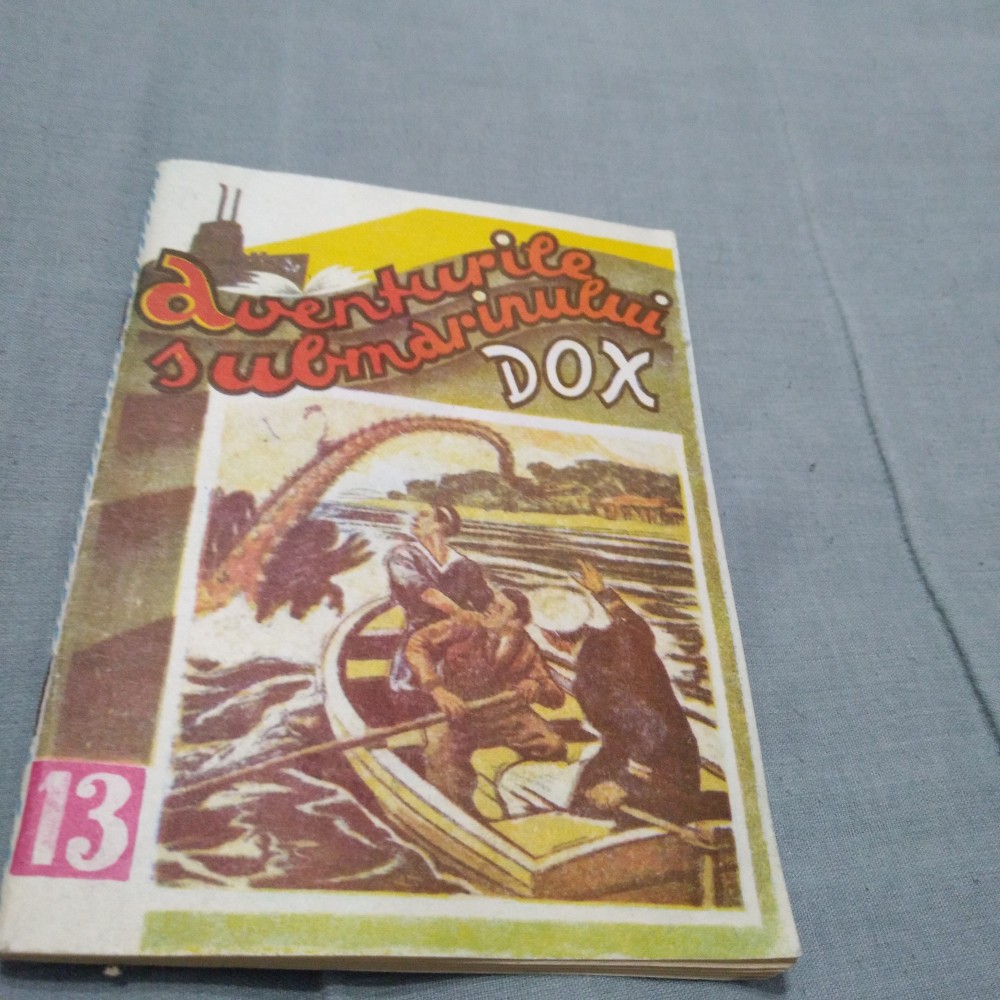 aventurile
submarinului
DOX
13